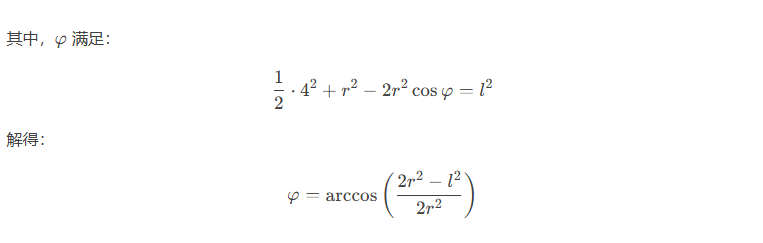 其中，φ 满足：
$$\frac{1}{2} \cdot 4^2 + r^2 - 2r^2 \cos \varphi = l^2$$
解得：
$$\varphi = \arccos \left( \frac{2r^2 - l^2}{2r^2} \right)$$